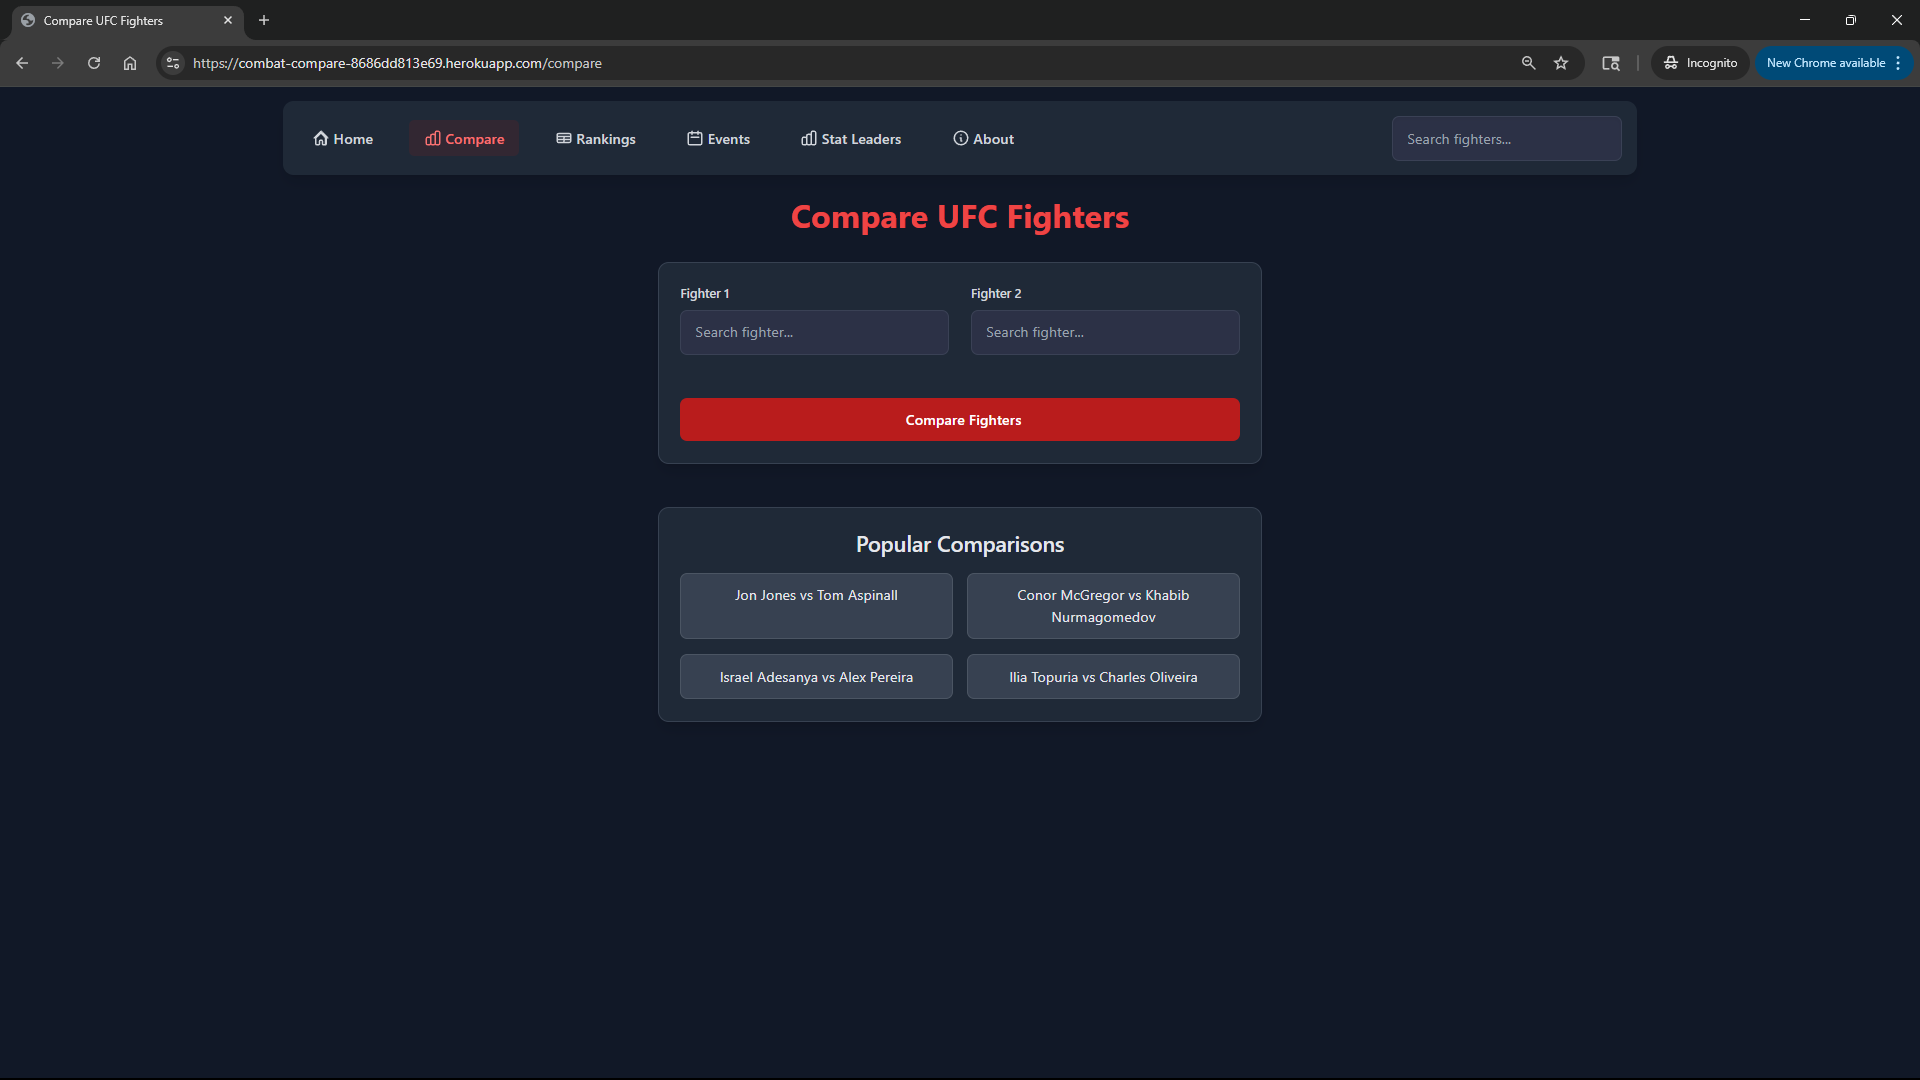 Compare UFC Fighters
https://combat-compare-8686dd813e69.herokuapp.com/compare
Incognito
New Chrome available
Home
Compare
Rankings
Events
Stat Leaders
About
Search fighters...
Compare UFC Fighters
Fighter 1
Fighter 2
Search fighter...
Search fighter...
Compare Fighters
Popular Comparisons
Jon Jones vs Tom Aspinall
Conor McGregor vs Khabib
Nurmagomedov
Israel Adesanya vs Alex Pereira
Ilia Topuria vs Charles Oliveira